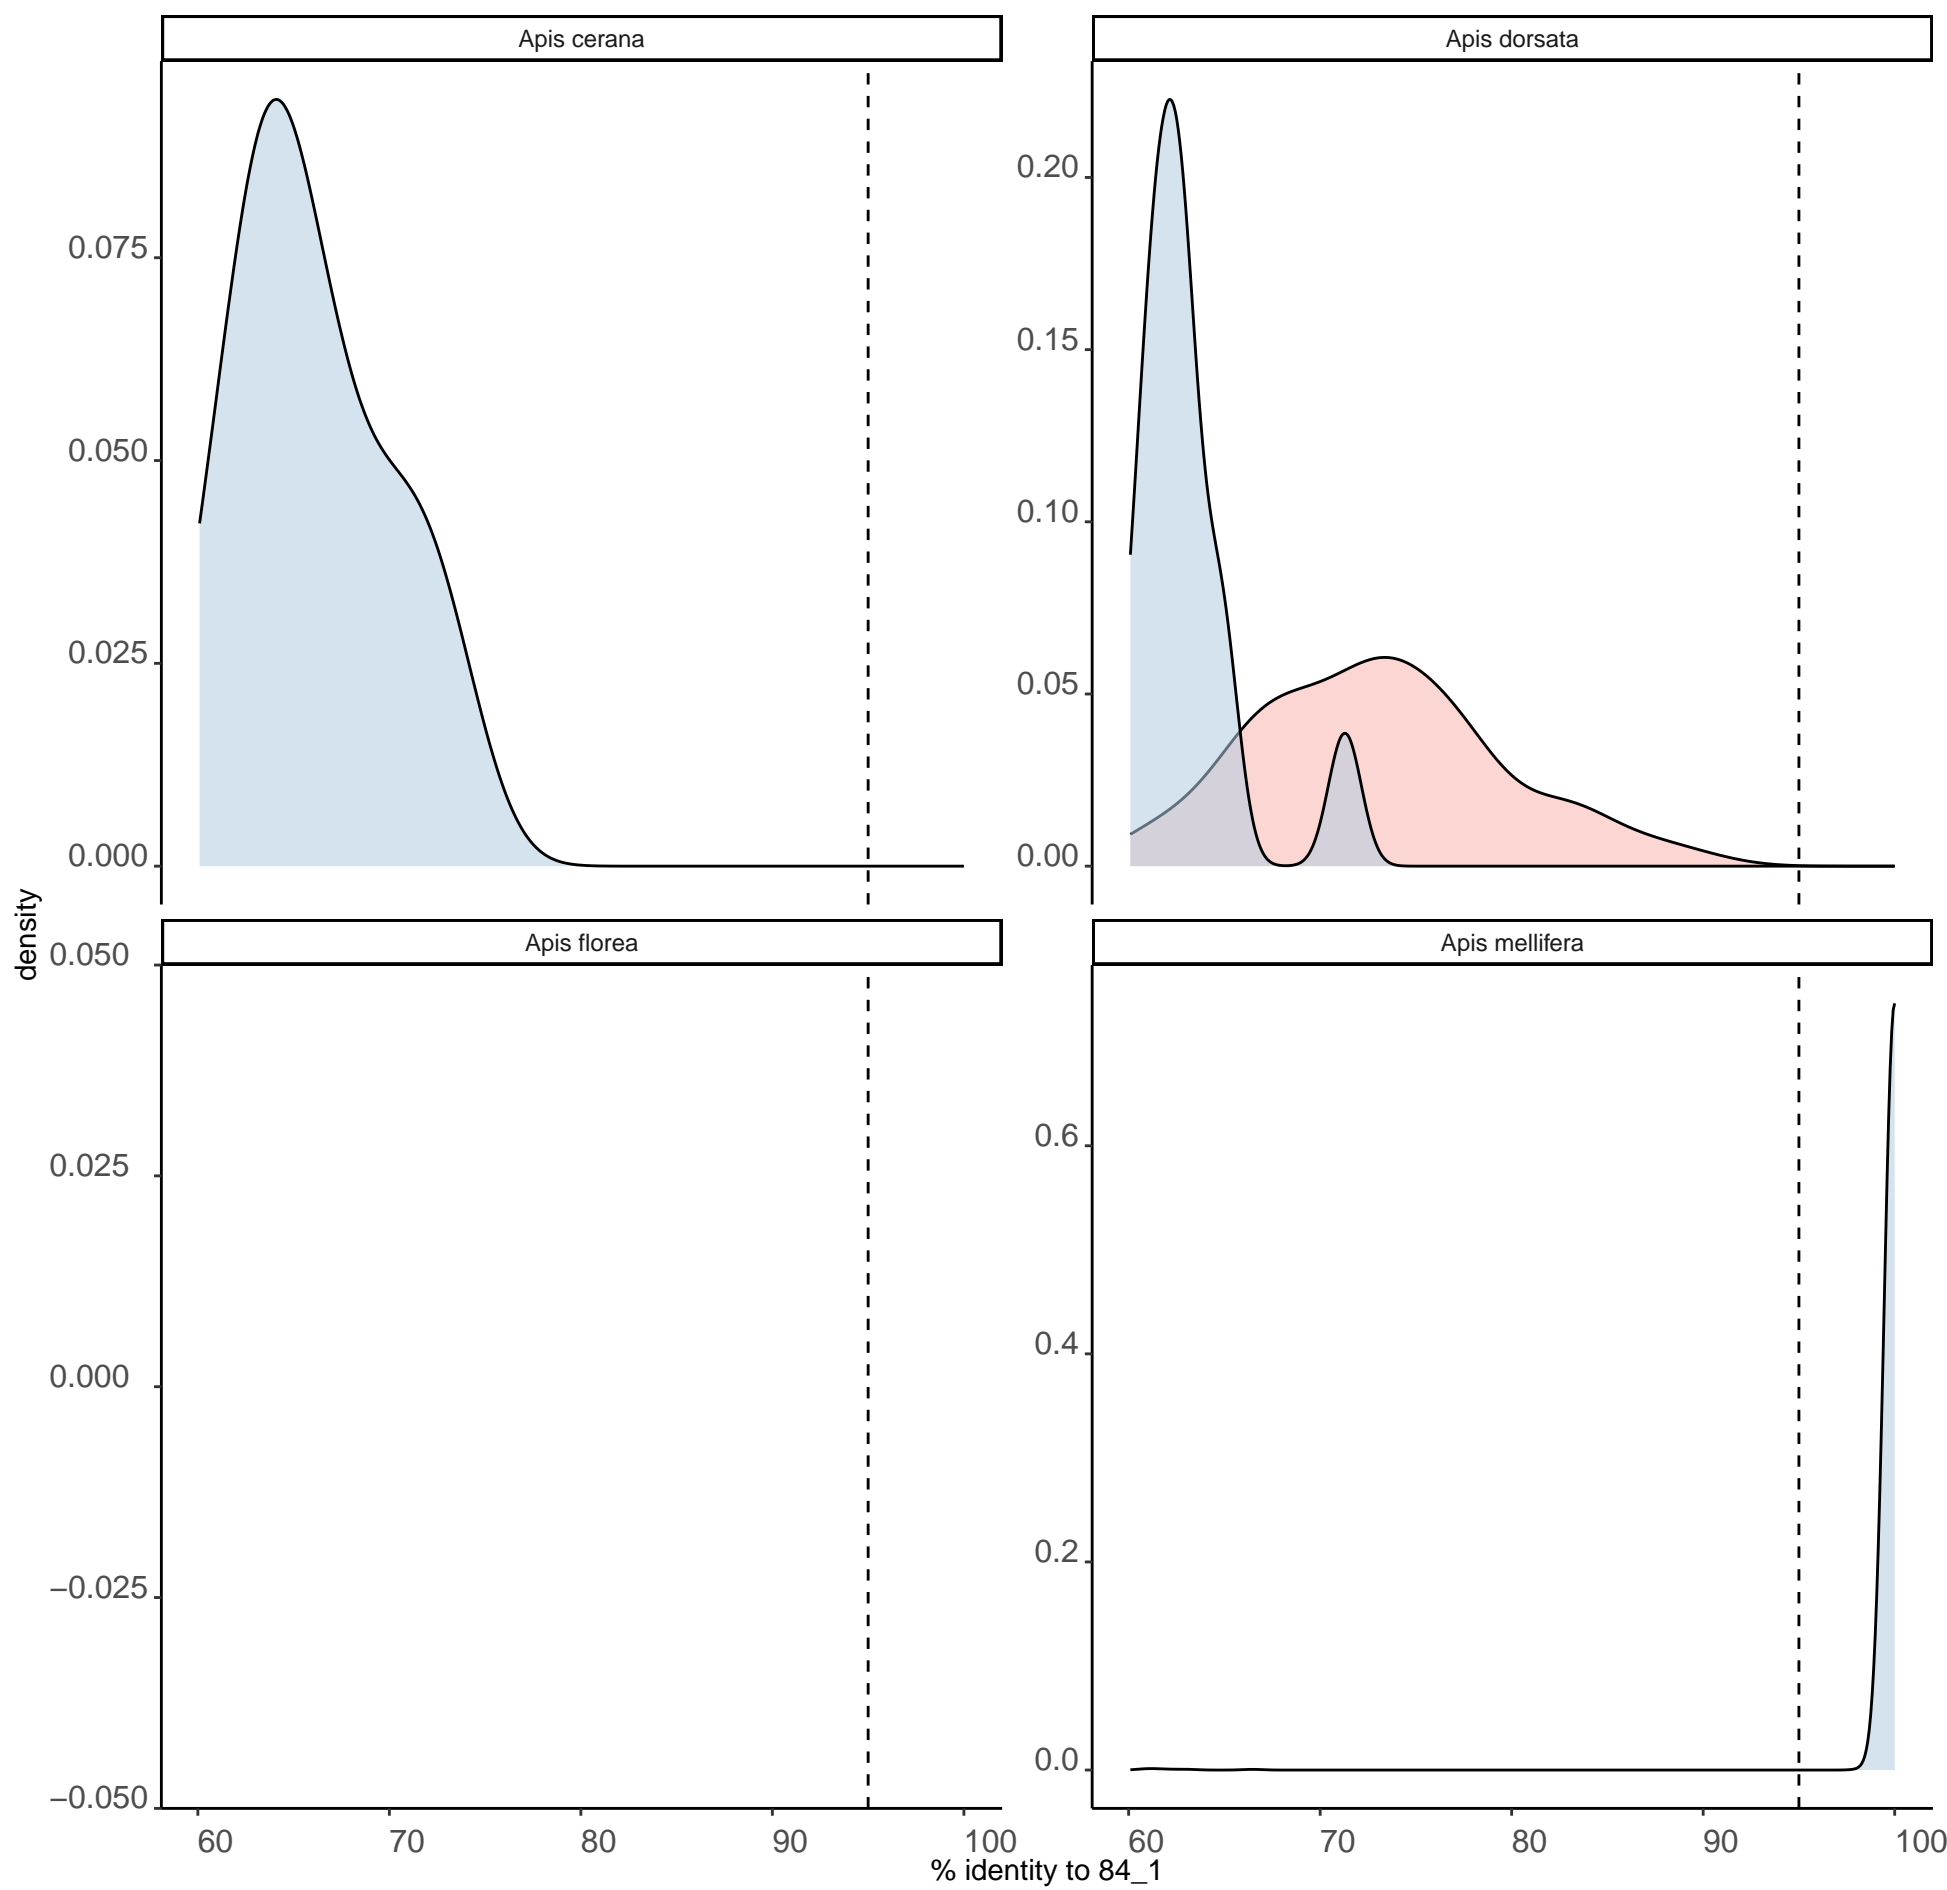 Apis cerana
Apis dorsata
0.075
0.050
0.025
0.000
0.20
0.15
0.10
0.05
0.00
density
Apis florea
Apis mellifera
0.050
0.025
0.000
−0.025
−0.050
0.6
0.4
0.2
0.0
60 70 80 90 100
60 70 80 90 100
% identity to 84_1